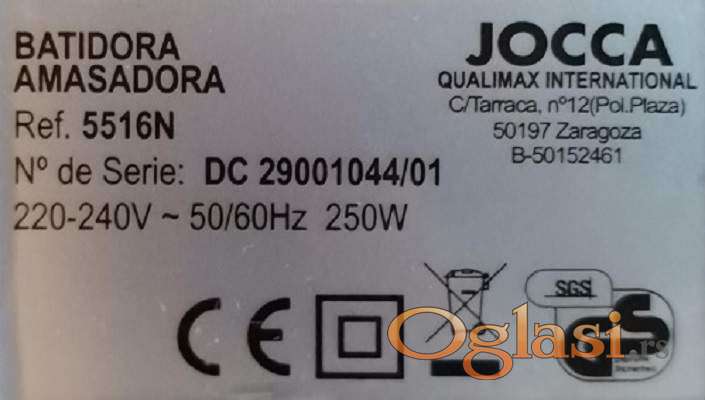 BATIDORA
AMASADORA
Ref. 5516N
Nº de Serie: DC 29001044/01
220-240V ~ 50/60Hz 250W
JOCCA
QUALIMAX INTERNATIONAL
C/Tarraca, nº12(Pol.Plaza)
50197 Zaragoza
B-50152461
CE
SGS
GS
Oglasi.rs